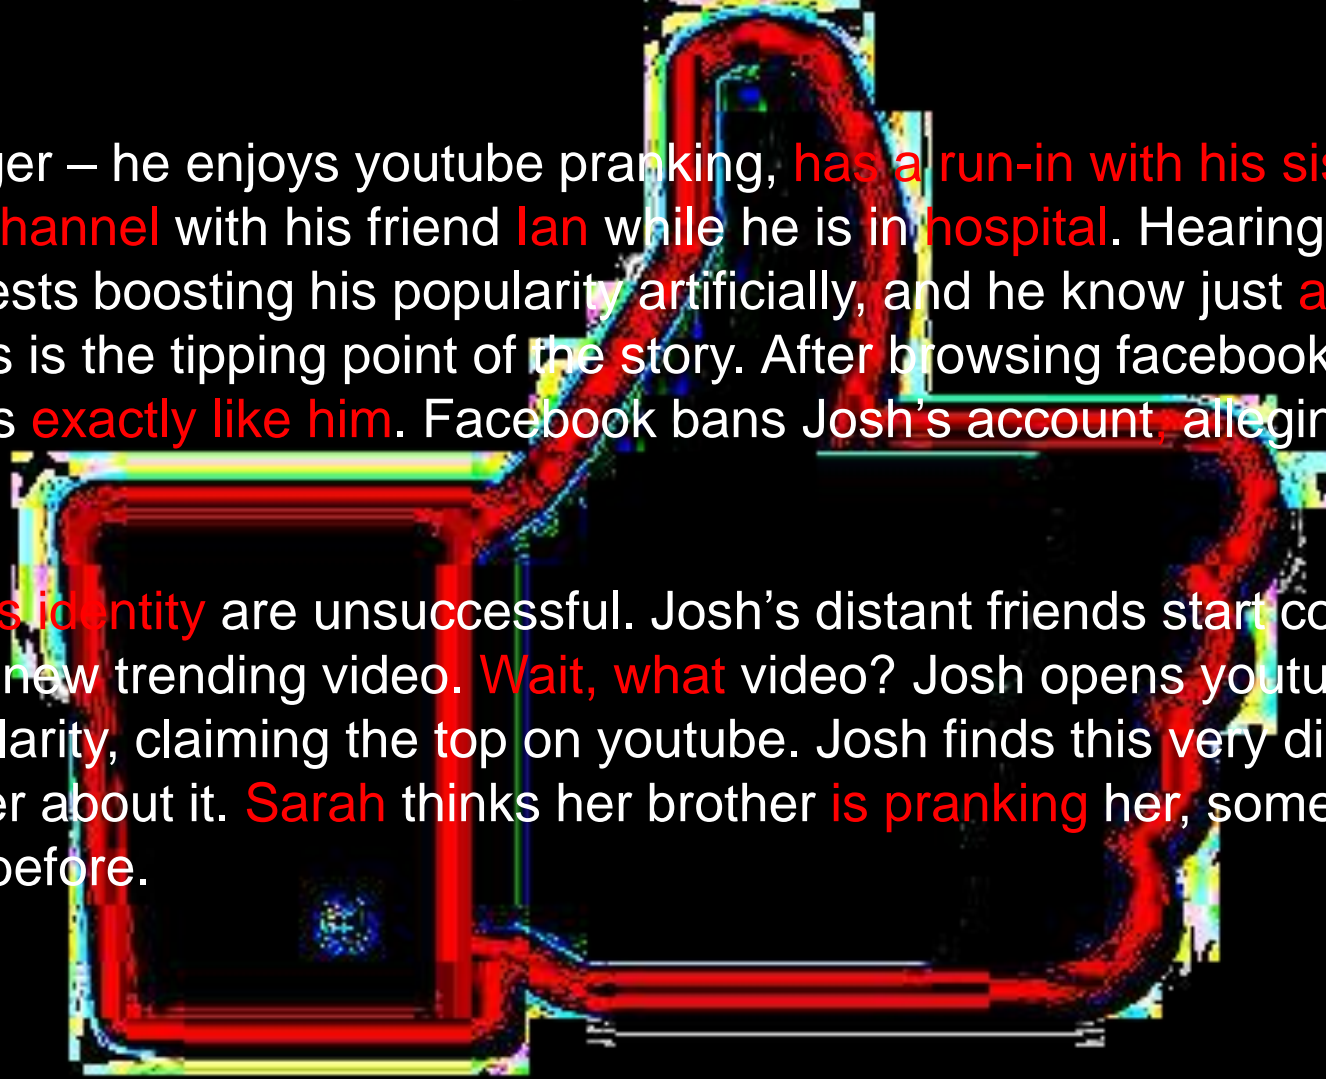 ger – he enjoys youtube pranking, has a run-in with his sis
hannel with his friend Ian while he is in hospital. Hearing
ests boosting his popularity artificially, and he know just a
s is the tipping point of the story. After browsing facebook
s exactly like him. Facebook bans Josh’s account, allegin
s identity are unsuccessful. Josh’s distant friends start co
new trending video. Wait, what video? Josh opens youtu
larity, claiming the top on youtube. Josh finds this very di
er about it. Sarah thinks her brother is pranking her, some
before.